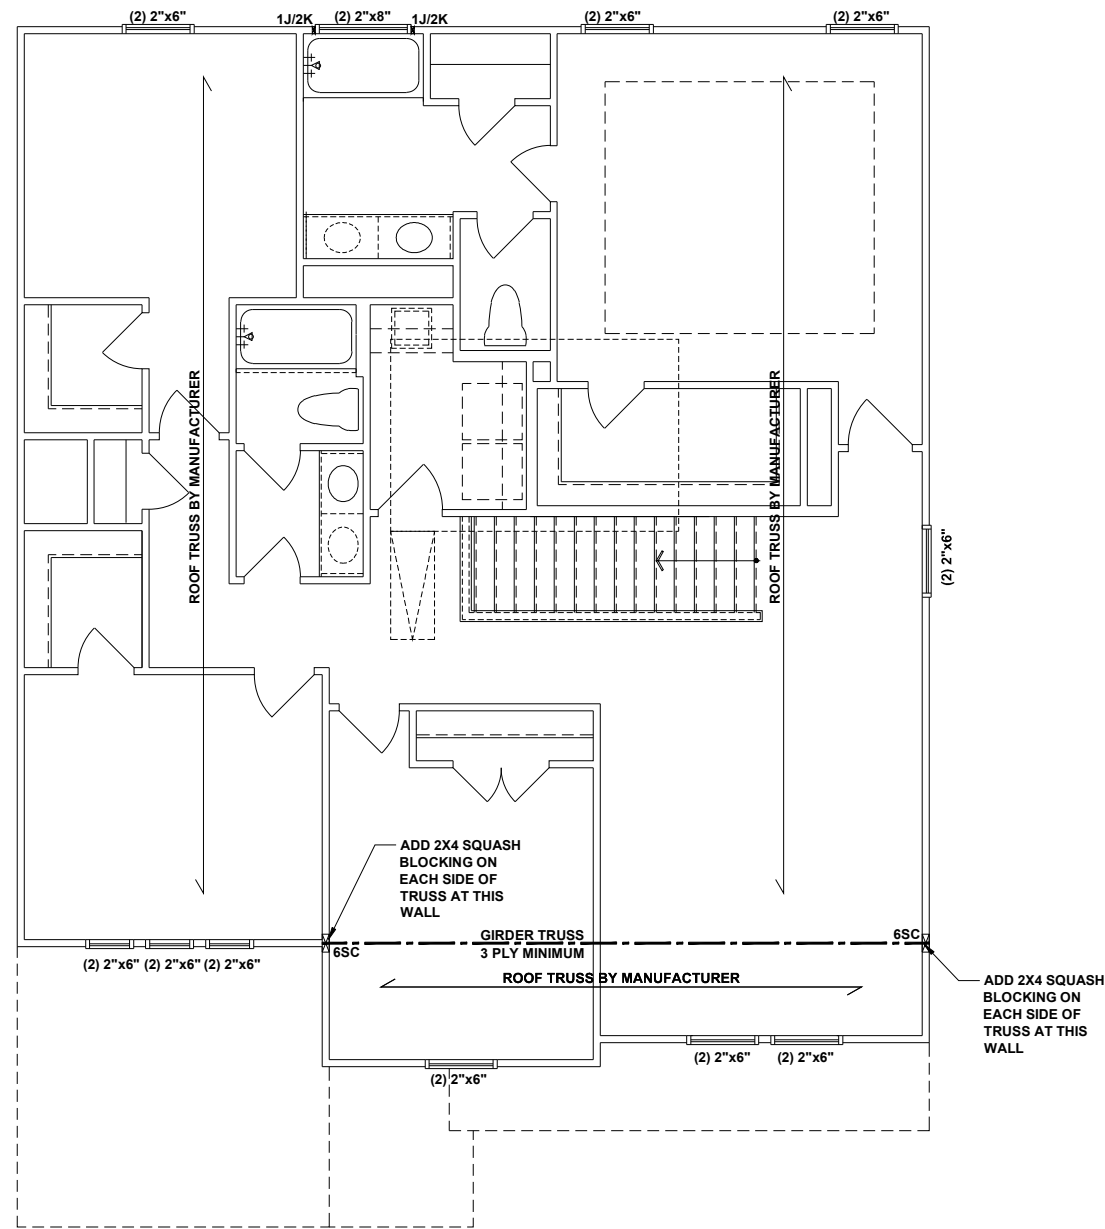 (2) 2"x6"
1J/2K
(2) 2"x8"
1J/2K
(2) 2"x6"
(2) 2"x6"
ROOF TRUSS BY MANUFACTURER
ROOF TRUSS BY MANUFACTURER
(2) 2"x6"
ADD 2X4 SQUASH
BLOCKING ON
EACH SIDE OF
TRUSS AT THIS
WALL
GIRDER TRUSS
3 PLY MINIMUM
6SC
6SC
(2) 2"x6"
(2) 2"x6"
(2) 2"x6"
ROOF TRUSS BY MANUFACTURER
ADD 2X4 SQUASH
BLOCKING ON
EACH SIDE OF
TRUSS AT THIS
WALL
(2) 2"x6"
(2) 2"x6"
(2) 2"x6"